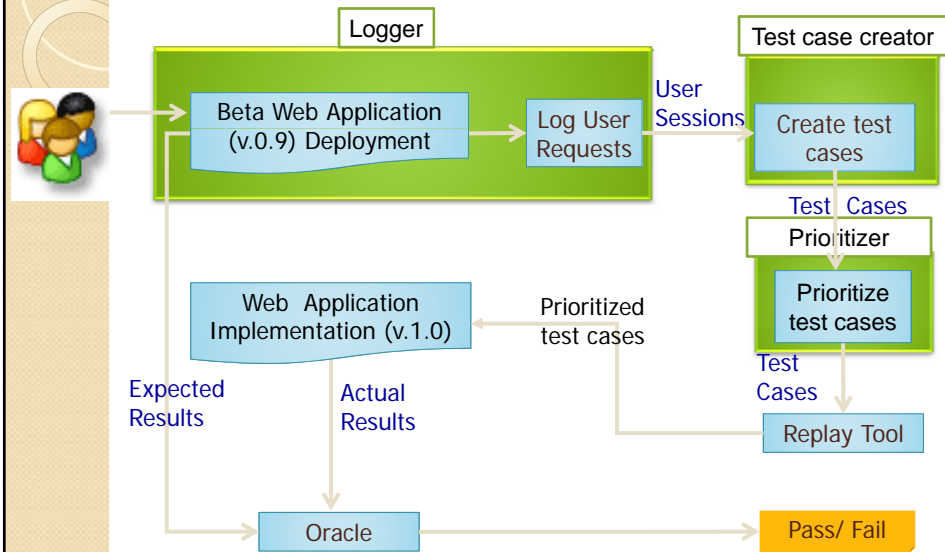 Logger
Test case creator
Beta Web Application
(v.0.9) Deployment
Log User
Requests
User
Sessions
Create test
cases
Test Cases
Prioritizer
Prioritize
test cases
Web Application
Implementation (v.1.0)
Prioritized
test cases
Test
Cases
Expected
Results
Actual
Results
Replay Tool
Oracle
Pass/ Fail